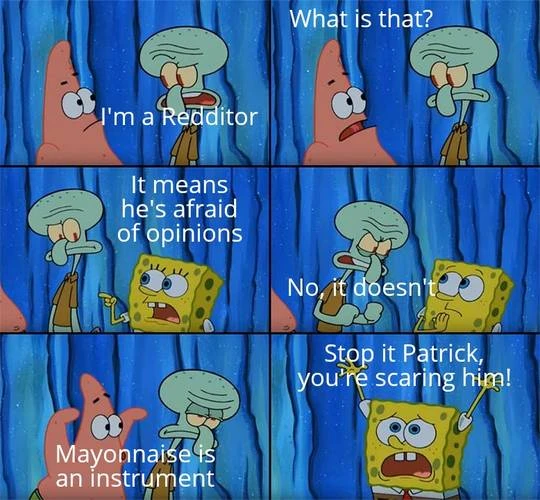 I'm a Redditor
What is that?
It means
he's afraid
of opinions
No, it doesn't
Mayonnaise is
an instrument
Stop it Patrick,
you're scaring him!